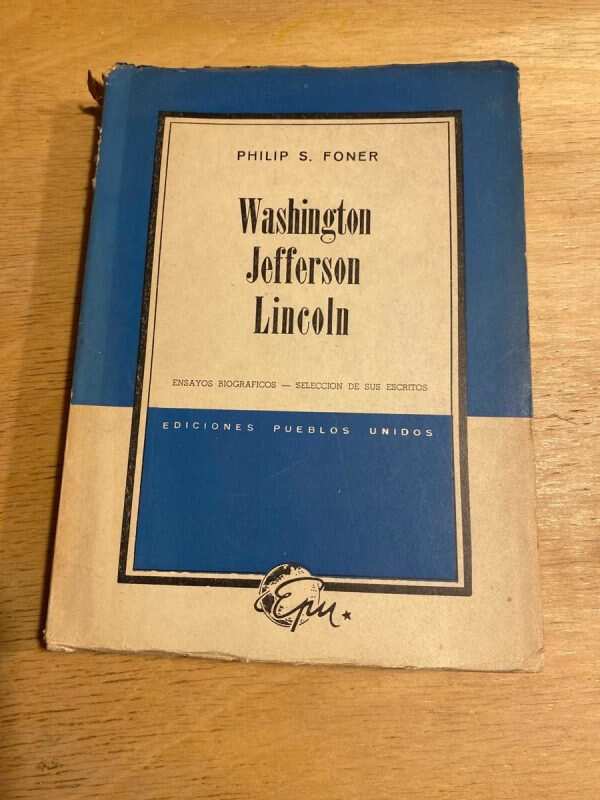 PHILIP S. FONER
Washington
Jefferson
Lincoln
ENSAYOS BIOGRAFICOS — SELECCION DE SUS ESCRITOS
EDICIONES PUEBLOS UNIDOS
Epu